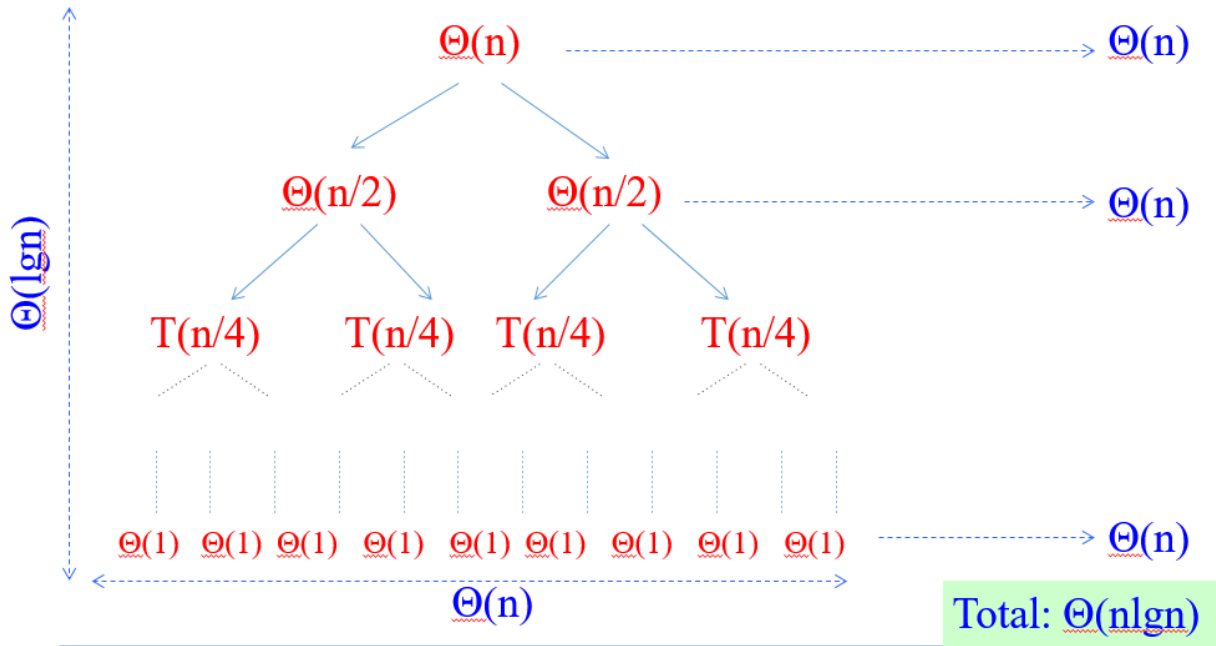 Θ(n) Θ(n)
Θ(n/2) Θ(n/2) Θ(n)
Θ(lgn)
T(n/4) T(n/4) T(n/4) T(n/4)
Θ(1) Θ(1) Θ(1) Θ(1) Θ(1) Θ(1) Θ(1) Θ(1) Θ(1) Θ(n)
Θ(n)
Total: Θ(nlgn)